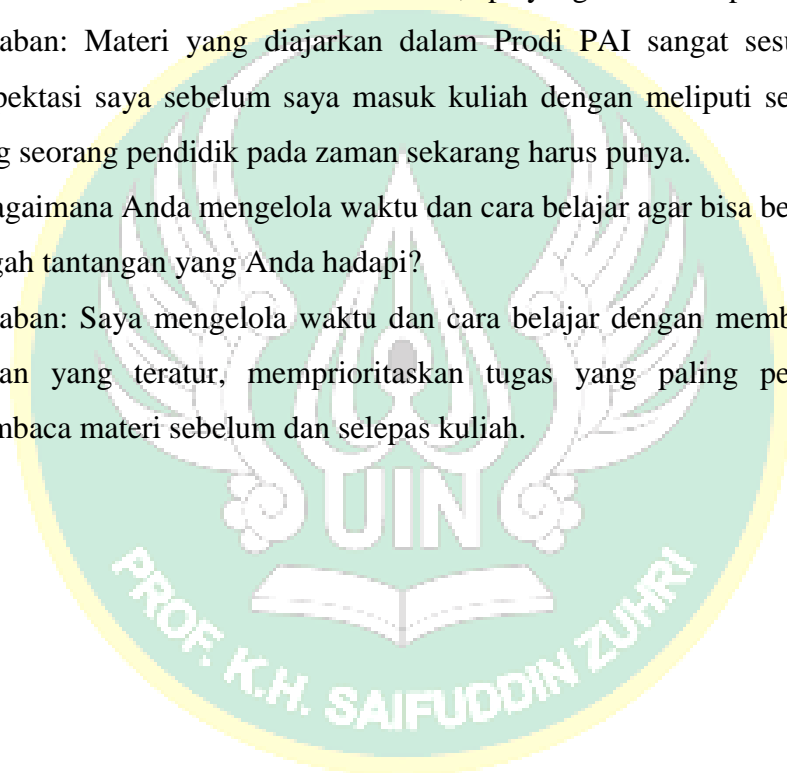 aban: Materi yang diajarkan dalam Prodi PAI sangat sesu
pektasi saya sebelum saya masuk kuliah dengan meliputi se
g seorang pendidik pada zaman sekarang harus punya.
agaimana Anda mengelola waktu dan cara belajar agar bisa be
gah tantangan yang Anda hadapi?
aban: Saya mengelola waktu dan cara belajar dengan memb
an yang teratur, memprioritaskan tugas yang paling pe
mbaca materi sebelum dan selepas kuliah.
UIN
PROF. K.H. SAIFUDDIN ZUHRI